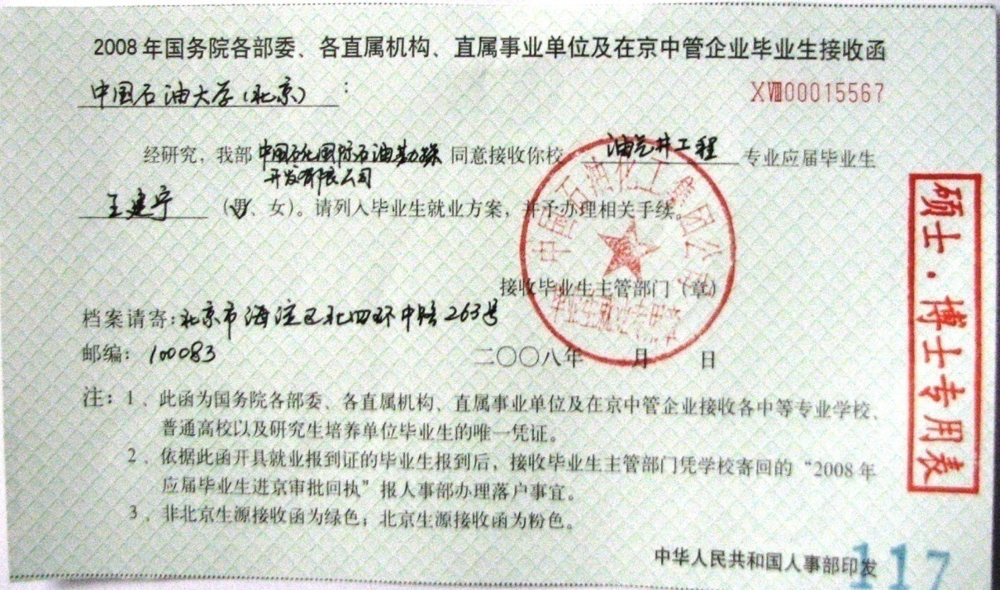 2008年国务院各部委、各直属机构、直属事业单位及在京中管企业毕业生接收函
中国石油大学(北京)：
XⅧ00015567
经研究，我部 中国石化国际石油勘探 同意接收你校 油气井工程 专业应届毕业生
开发有限公司
王建宁 (男、女)。请列入毕业生就业方案，并予办理相关手续。
中国石油化工集团公司
毕业生就业专用章
接收毕业生主管部门（章）
档案请寄：北京市海淀区北四环中路263号
邮编：100083
二〇〇八年 月 日
硕士·博士专用表
注：1、此函为国务院各部委、各直属机构、直属事业单位及在京中管企业接收各中等专业学校、
普通高校以及研究生培养单位毕业生的唯一凭证。
2、依据此函开具就业报到证的毕业生报到后，接收毕业生主管部门凭学校寄回的“2008年
应届毕业生进京审批回执”报人事部办理落户事宜。
3、非北京生源接收函为绿色；北京生源接收函为粉色。
中华人民共和国人事部印发
117